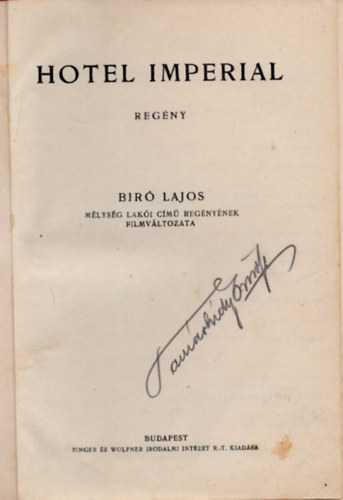 HOTEL IMPERIAL
REGÉNY
BIRÓ LAJOS
MÉLYSÉG LAKÓI CÍMŰ REGÉNYÉNEK
FILMVÁLTOZATA
BUDAPEST
SINGER ÉS WOLFNER IRODALMI INTÉZET R.-T. KIADÁSA